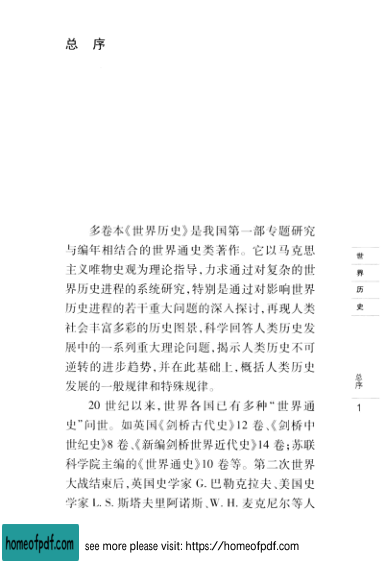 总 序
多卷本《世界历史》是我国第一部专题研究
与编年相结合的世界通史类著作。它以马克思
主义唯物史观为理论指导,力求通过对复杂的世
界历史进程的系统研究,特别是通过对影响世界
历史进程的若干重大问题的深入探讨,再现人类
社会丰富多彩的历史图景,科学回答人类历史发
展中的一系列重大理论问题,揭示人类历史不可
逆转的进步趋势,并在此基础上,概括人类历史
发展的一般规律和特殊规律。
20 世纪以来,世界各国已有多种“世界通
史”问世。如英国《剑桥古代史》12 卷、《剑桥中
世纪史》8 卷、《新编剑桥世界近代史》14 卷;苏联
科学院主编的《世界通史》10 卷等。第二次世界
大战结束后,英国史学家 G. 巴勒克拉夫、美国史
学家 L. S. 斯塔夫里阿诺斯、W. H. 麦克尼尔等人
世界历史
总序
1
homeofpdf.com
see more please visit: https://homeofpdf.com